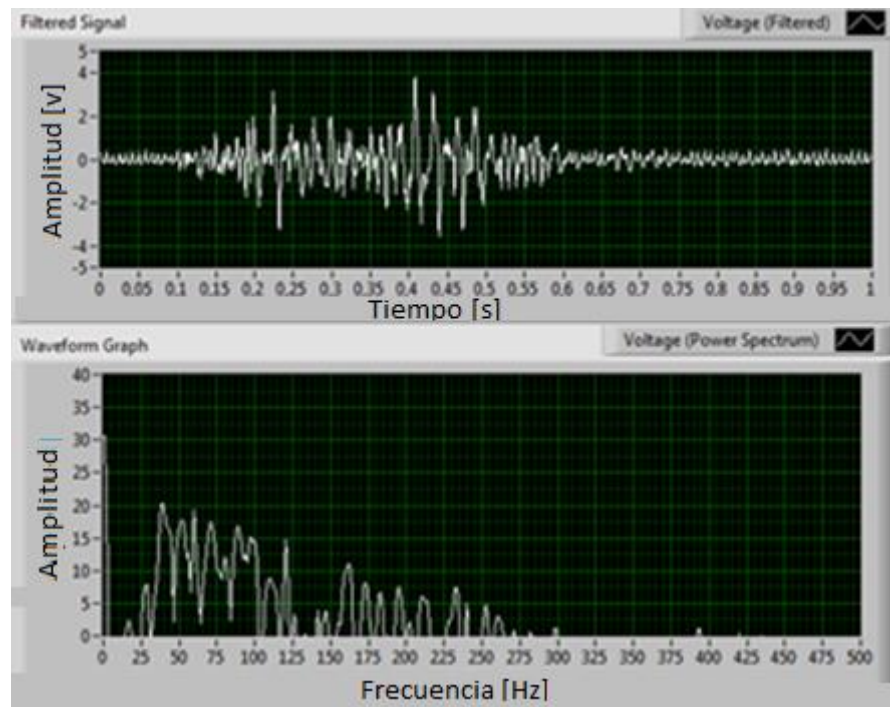 Filtered Signal
Voltage (Filtered)
Amplitud [v]
5
4
2
0
-2
-4
-5
0 0,05 0,1 0,15 0,2 0,25 0,3 0,35 0,4 0,45 0,5 0,55 0,6 0,65 0,7 0,75 0,8 0,85 0,9 0,95 1
Tiempo [s]
Waveform Graph
Voltage (Power Spectrum)
Amplitud
40
35
30
25
20
15
10
5
0
0 25 50 75 100 125 150 175 200 225 250 275 300 325 350 375 400 425 450 475 500
Frecuencia [Hz]